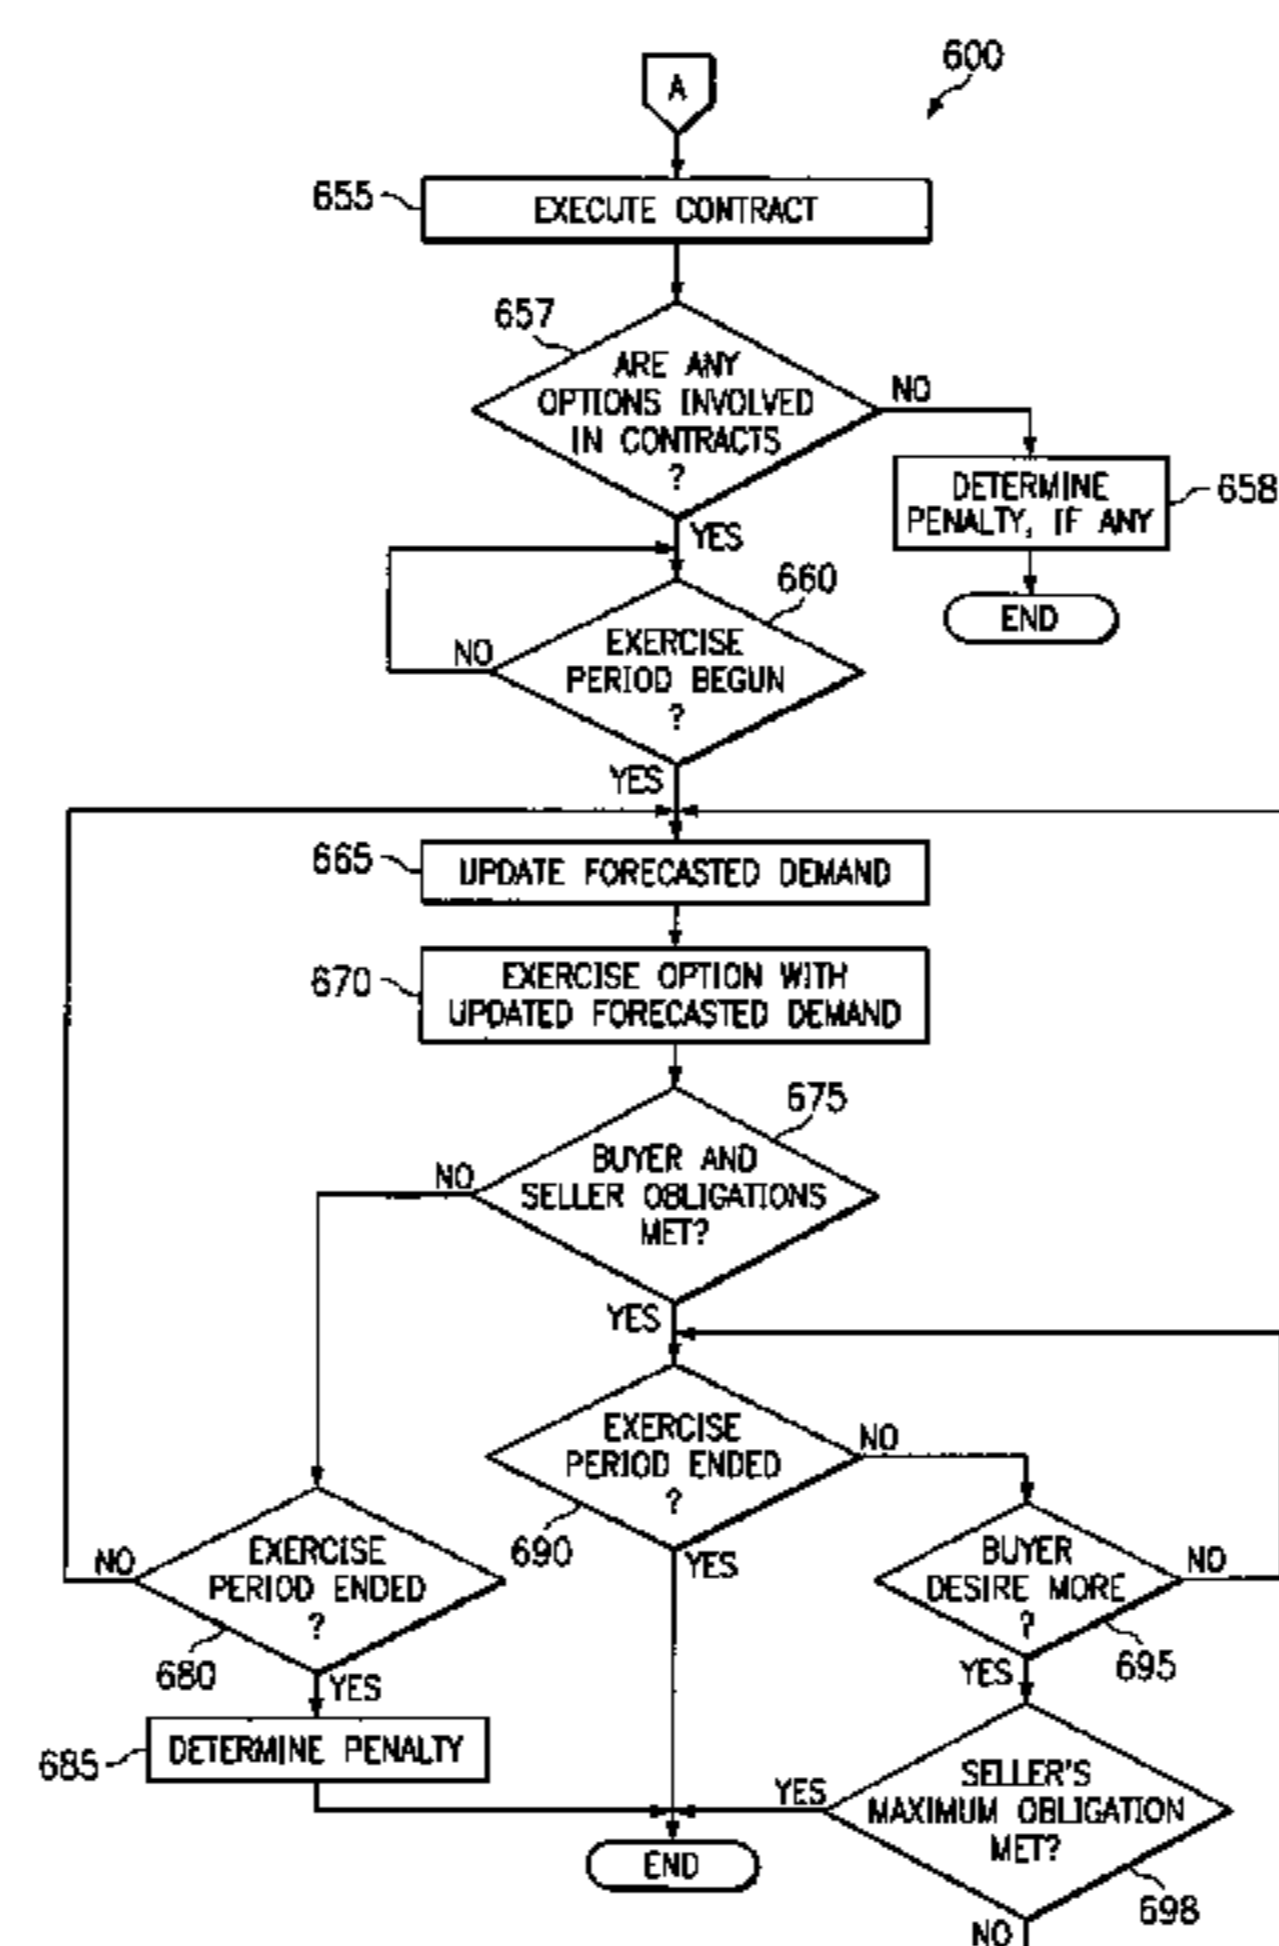 600
A
655
EXECUTE CONTRACT
657
ARE ANY
OPTIONS INVOLVED
IN CONTRACTS
?
NO
DETERMINE
PENALTY, IF ANY
658
END
YES
660
EXERCISE
PERIOD BEGUN
?
NO
YES
665
UPDATE FORECASTED DEMAND
670
EXERCISE OPTION WITH
UPDATED FORECASTED DEMAND
675
BUYER AND
SELLER OBLIGATIONS
MET?
NO
YES
EXERCISE
PERIOD ENDED
?
690
NO
YES
EXERCISE
PERIOD ENDED
?
680
NO
YES
BUYER
DESIRE MORE
?
695
NO
YES
685
DETERMINE PENALTY
SELLER'S
MAXIMUM OBLIGATION
MET?
698
YES
NO
END